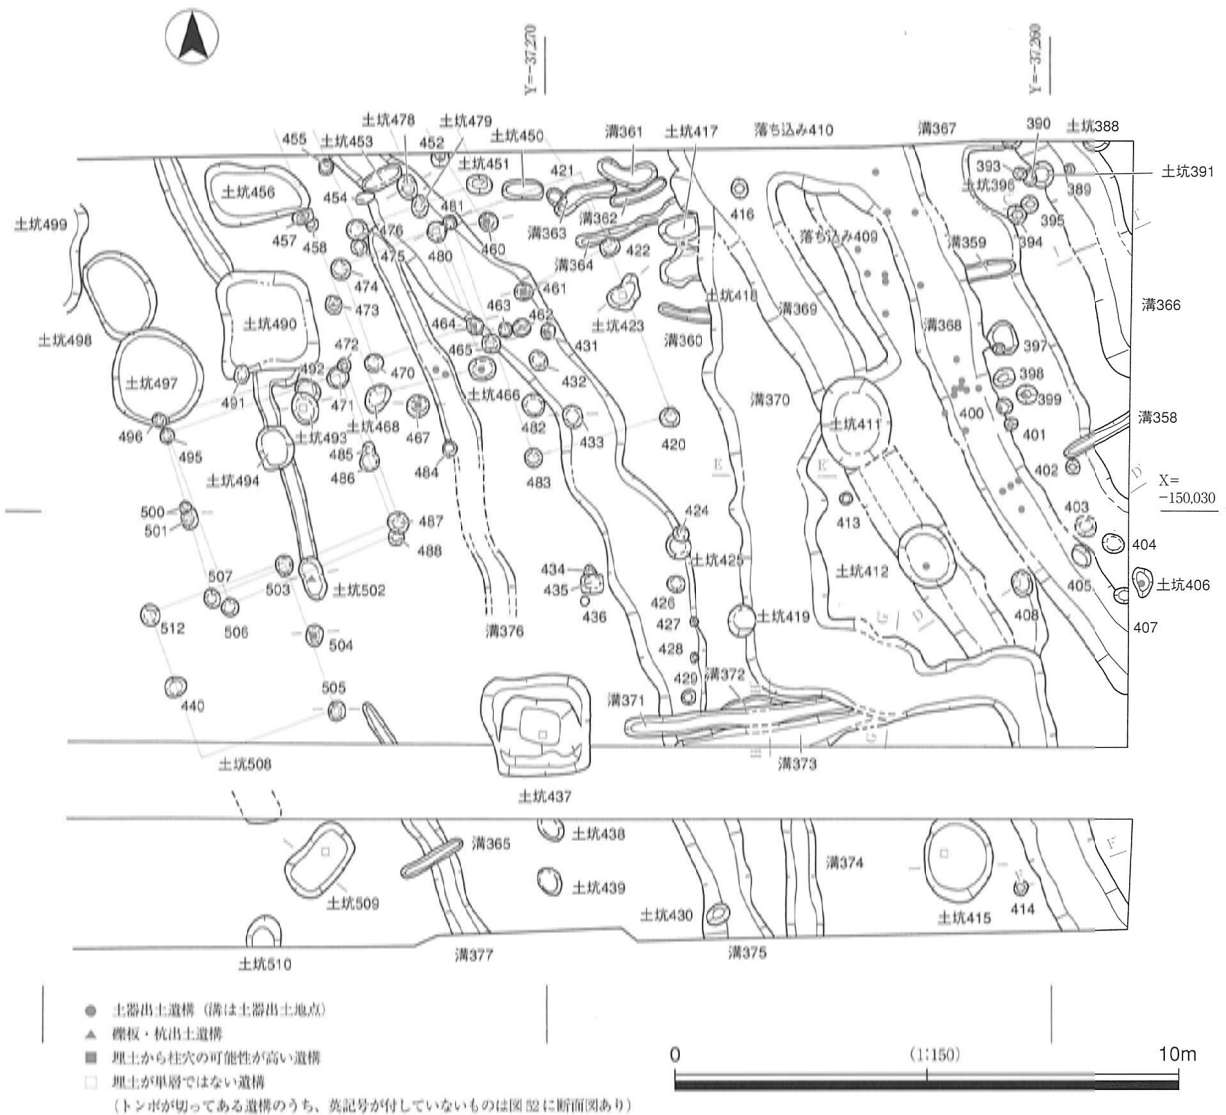 Y=-37,270
Y=-37,260
土坑478
土坑479
455
土坑453
452
土坑450
溝361
土坑417
落ち込み410
溝367
390
土坑388
土坑451
421
393
389
土坑391
土坑456
454
481
416
土坑396
395
土坑499
457
458
476
480
460
溝363
溝362
422
落ち込み409
394
溝359
475
溝364
474
461
土坑418
473
463
462
土坑423
溝369
溝366
土坑490
464
431
溝360
溝368
土坑498
472
465
397
492
470
432
土坑497
土坑466
398
491
471
溝370
399
土坑493
土坑468
467
482
400
溝358
496
433
420
土坑411
401
495
485
484
土坑494
486
483
E
E'
402
D'
X=
-150,030
500
501
487
424
413
403
488
土坑425
404
507
503
434
435
土坑412
405
土坑406
土坑502
426
512
506
436
427
土坑419
G
D
408
407
504
溝376
428
440
505
429
溝372
溝371
土坑508
溝373
G'
土坑437
土坑438
溝365
溝374
F'
土坑439
F
土坑509
土坑430
土坑415
414
土坑510
溝377
溝375
● 土器出土遺構（溝は土器出土地点）
▲ 礫板・杭出土遺構
■ 埋土から柱穴の可能性が高い遺構
□ 埋土が単層ではない遺構
（トンボが切ってある遺構のうち、英記号が付していないものは図52に断面図あり）
0
(1:150)
10m